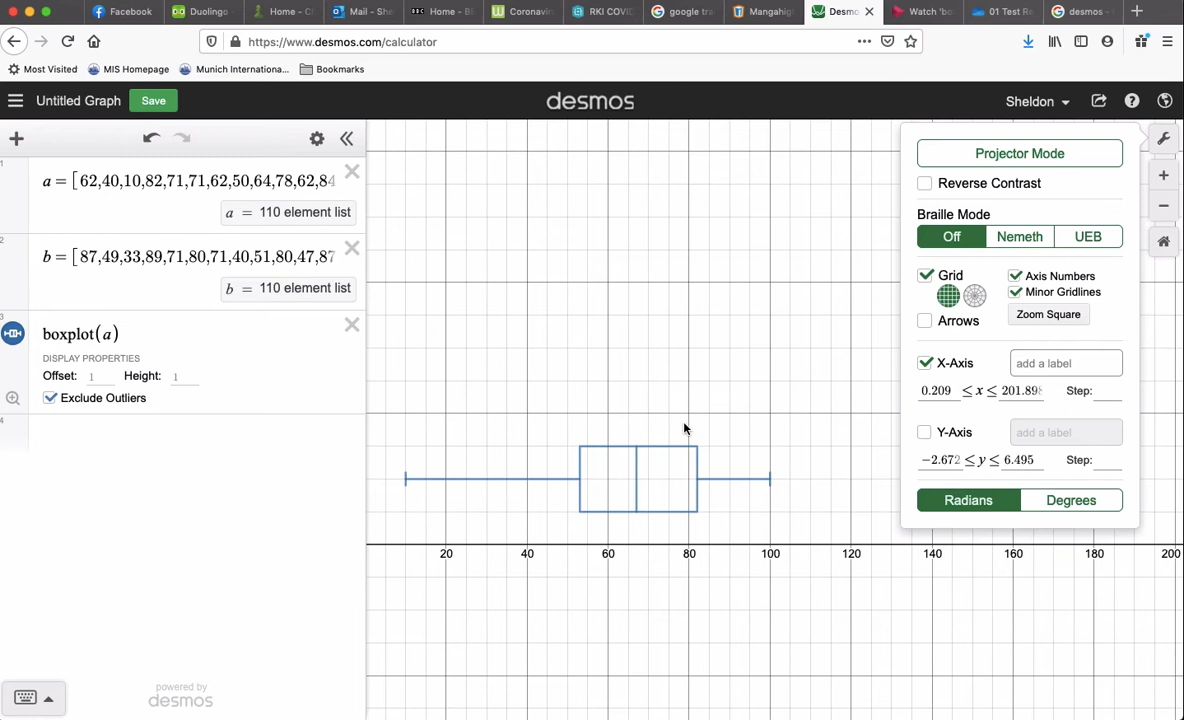 Facebook
Duolingo
Home - C
Mail - She
Home - B
Coronavir
RKI COVID
google tra
Mangahigh
Desmo
Watch 'bo
01 Test Re
desmos -
https://www.desmos.com/calculator
Most Visited
MIS Homepage
Munich Internationa...
Bookmarks
Untitled Graph
Save
desmos
Sheldon
1
a = [62,40,10,82,71,71,62,50,64,78,62,84
a = 110 element list
2
b = [87,49,33,89,71,80,71,40,51,80,47,87
b = 110 element list
3
boxplot(a)
DISPLAY PROPERTIES
Offset: 1 Height: 1
Exclude Outliers
4
powered by
desmos
20 40 60 80 100 120 140 160 180 200
Projector Mode
Reverse Contrast
Braille Mode
Off Nemeth UEB
Grid
Axis Numbers
Minor Gridlines
Arrows
Zoom Square
X-Axis add a label
0.209 ≤ x ≤ 201.898 Step:
Y-Axis add a label
−2.672 ≤ y ≤ 6.495 Step:
Radians Degrees